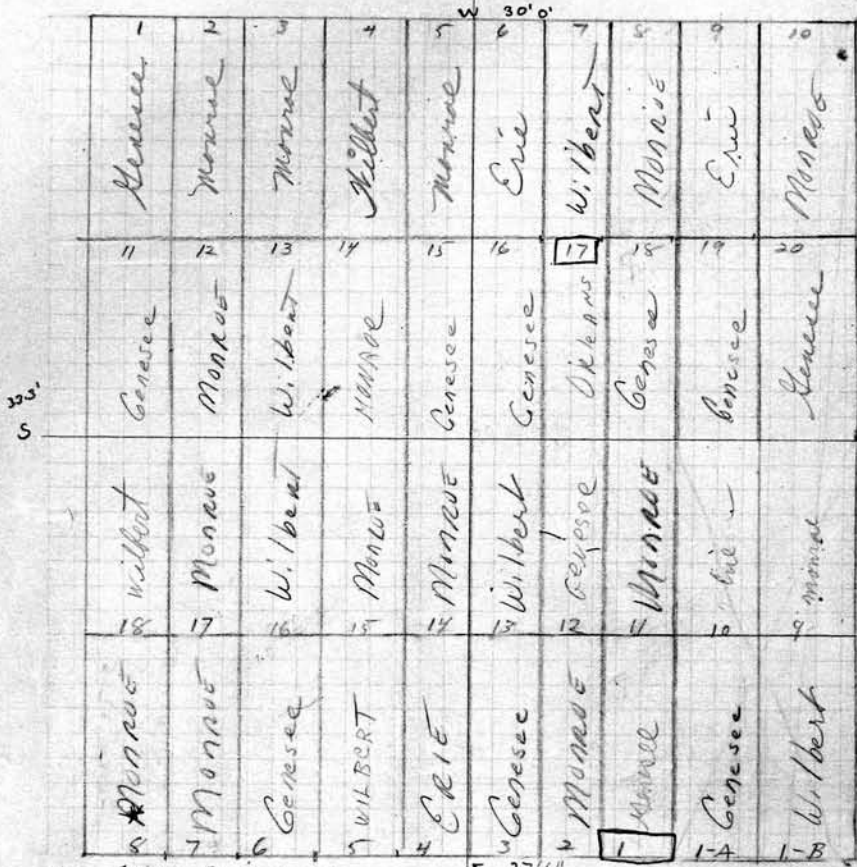 W 30'0"
1 2 3 4 5 6 7 8 9 10
Genesee Monroe Monroe Wilbert Monroe Erie Wilbert Monroe Erie Monroe
11 12 13 14 15 16 17 18 19 20
Genesee Monroe Wilbert Monroe Genesee Genesee Orleans Genesee Genesee Genesee
S
Wilbert Monroe Wilbert Monroe Monroe Wilbert Genesee Monroe Monroe
18 17 16 15 14 13 12 11 10 9
Monroe Monroe Genesee WILBERT ERIE Genesee Monroe Genesee Wilbert
8 7 6 5 4 3 2 1 1-A 1-B